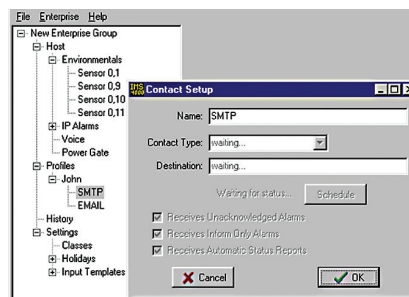 File Enterprise Help
New Enterprise Group
Host
Environmentals
Sensor 0,1
Sensor 0,9
Sensor 0,10
Sensor 0,11
IP Alarms
Voice
Power Gate
Profiles
John
SMTP
EMAIL
History
Settings
Classes
Holidays
Input Templates
IMS 4000 Contact Setup
Name: SMTP
Contact Type: waiting...
Destination: waiting...
Waiting for status... Schedule
Receives Unacknowledged Alarms
Receives Inform Only Alarms
Receives Automatic Status Reports
Cancel OK